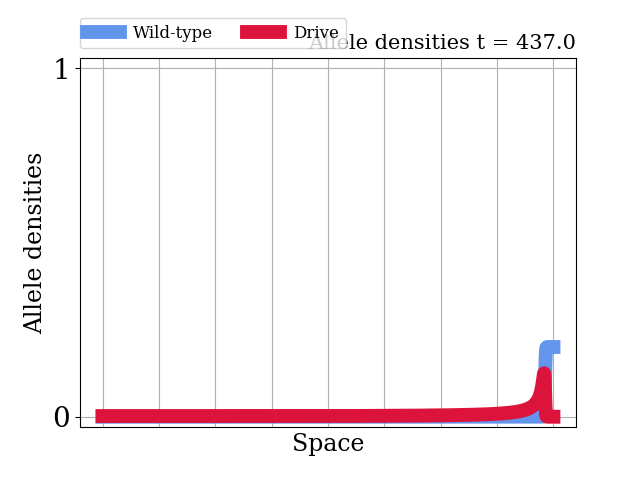 Wild-type
Drive
Allele densities t = 437.0
1
Allele densities
0
Space